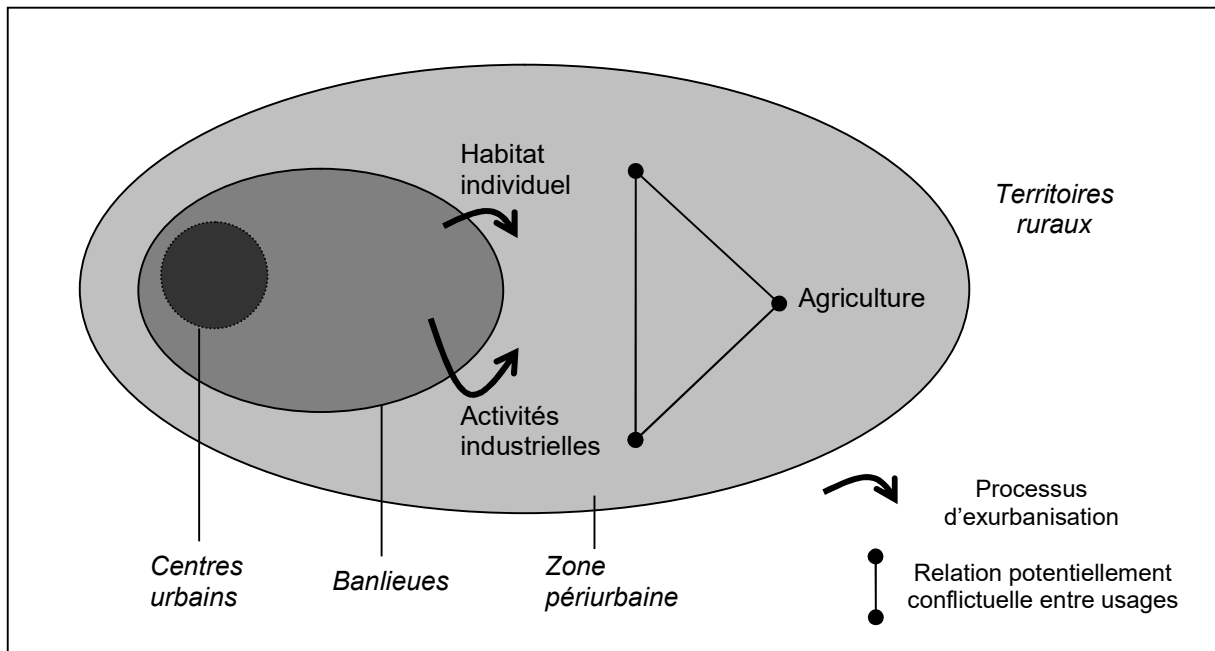 Habitat
individuel
Territoires
ruraux
Agriculture
Activités
industrielles
Processus
d'exurbanisation
Centres
urbains
Banlieues
Zone
périurbaine
Relation potentiellement
conflictuelle entre usages